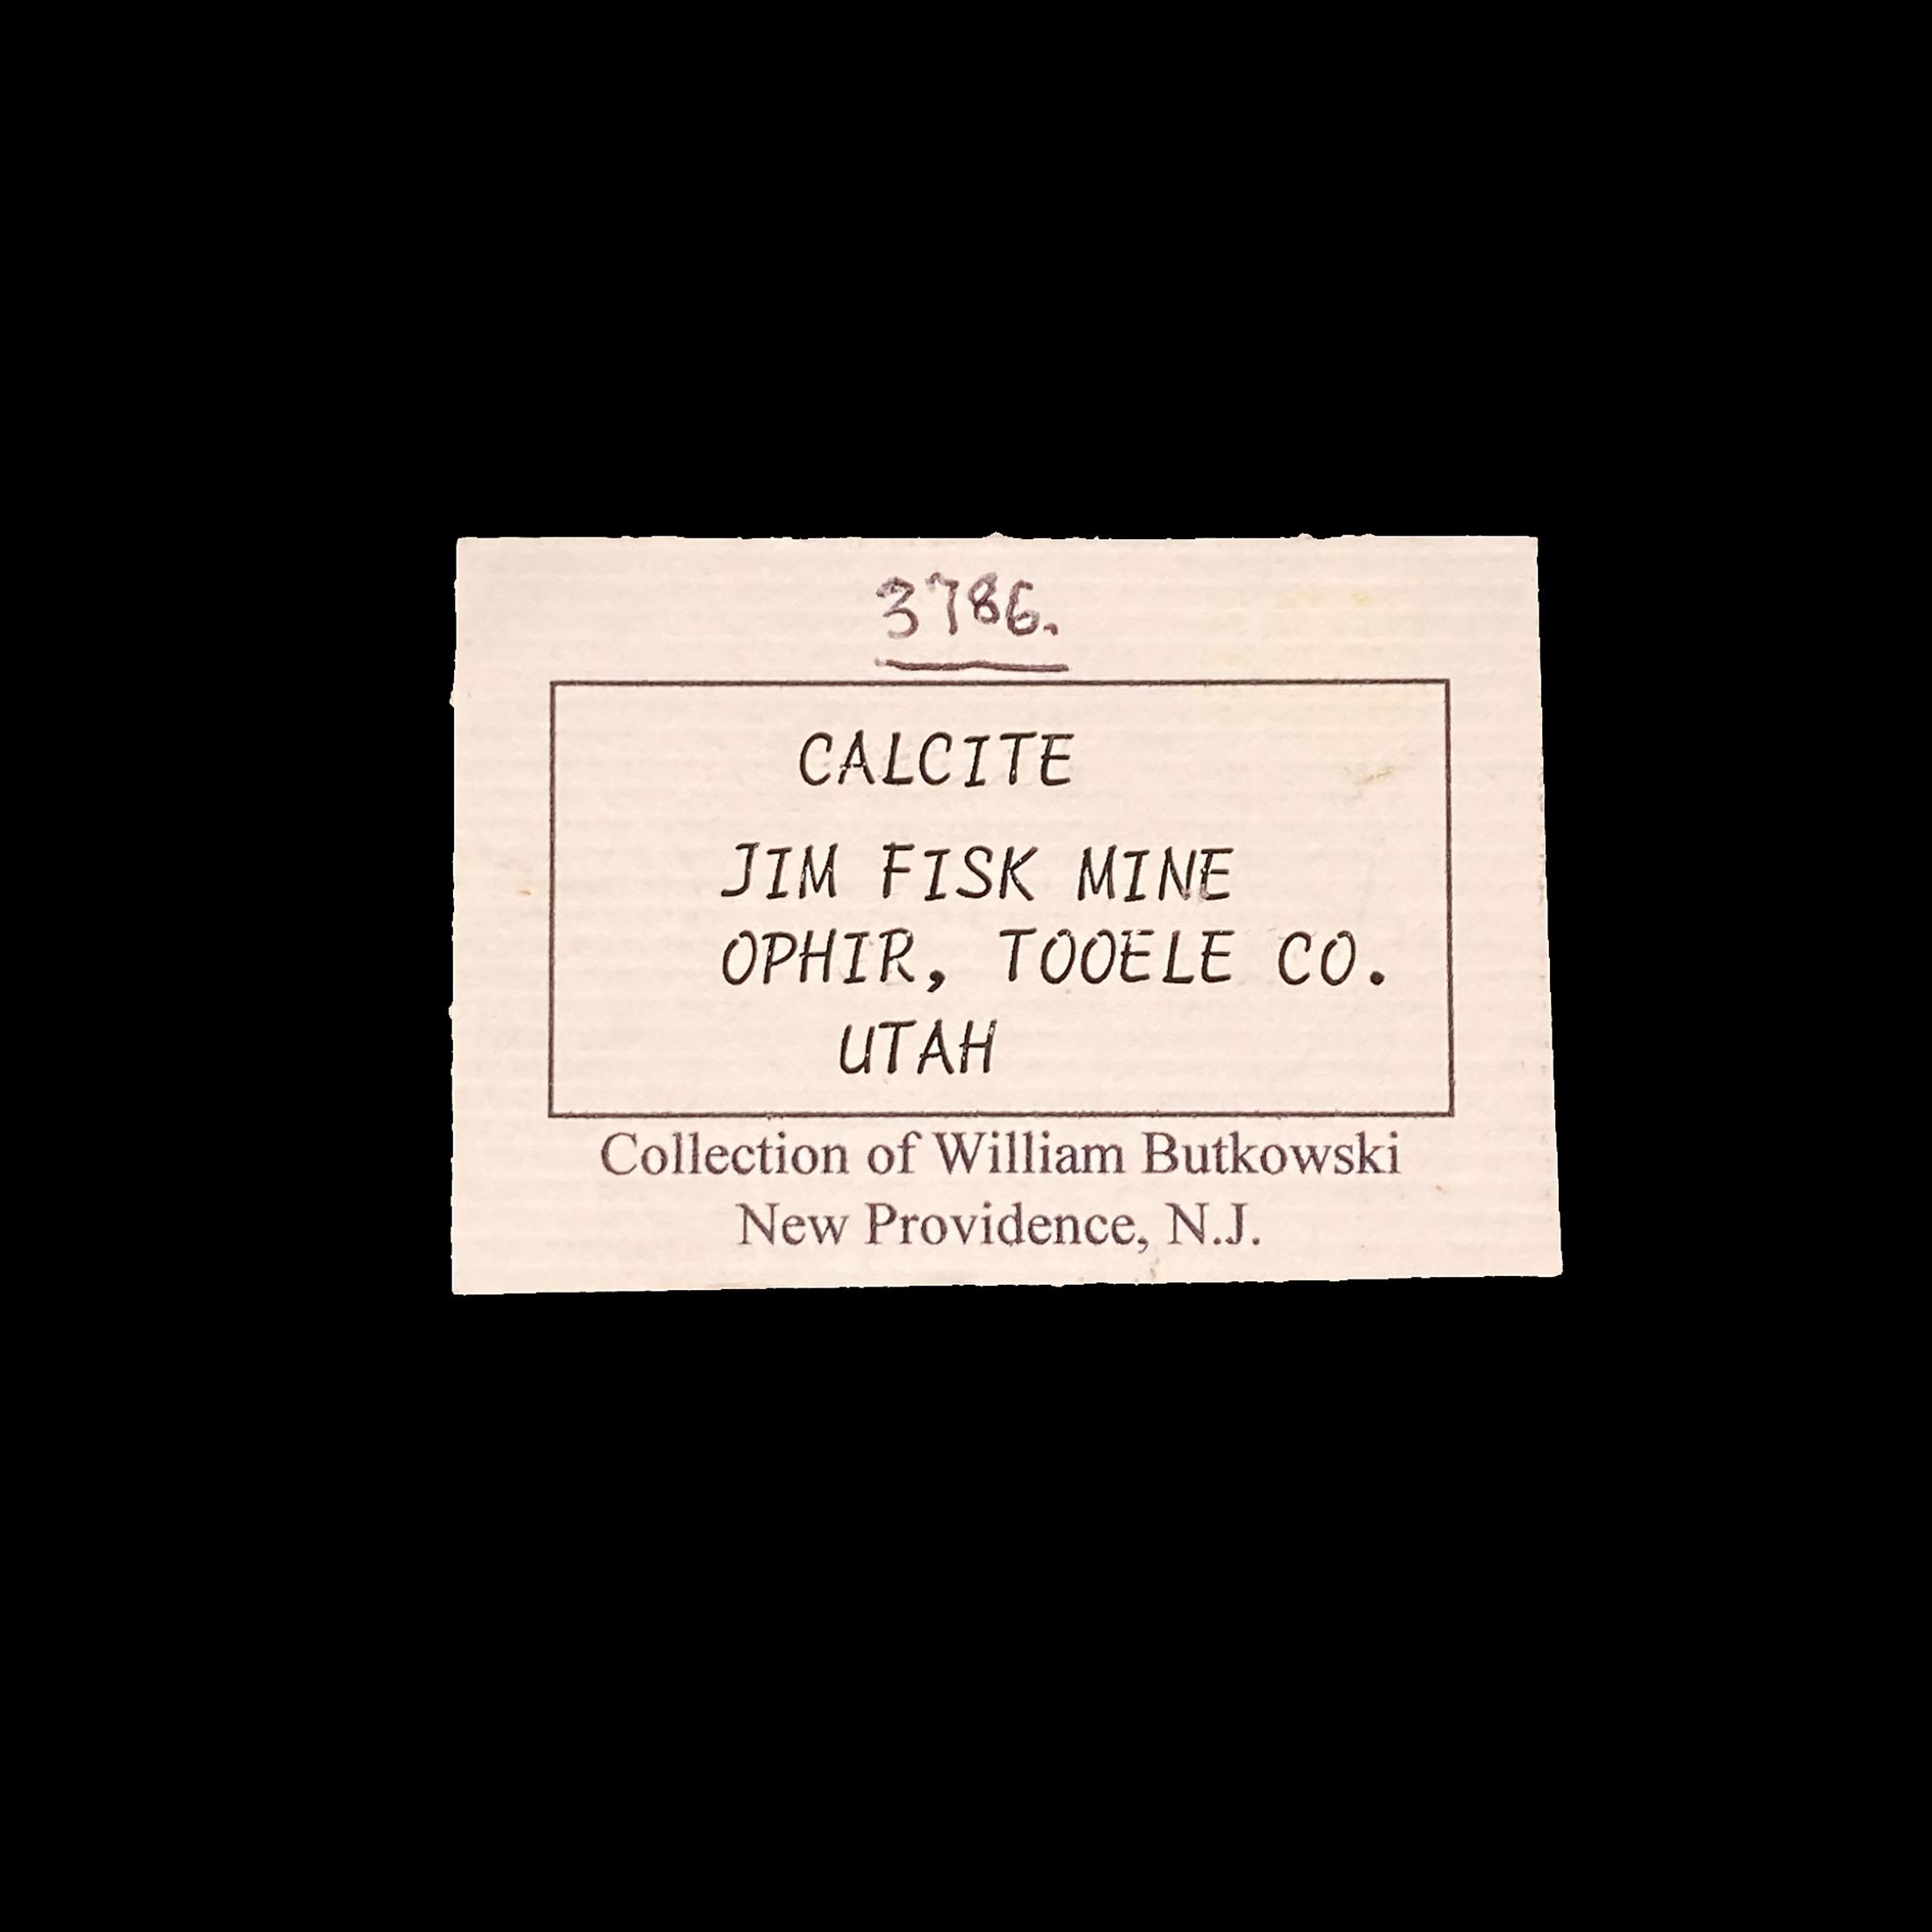 3786.
CALCITE
JIM FISK MINE
OPHIR, TOOELE CO.
UTAH
Collection of William Butkowski
New Providence, N.J.